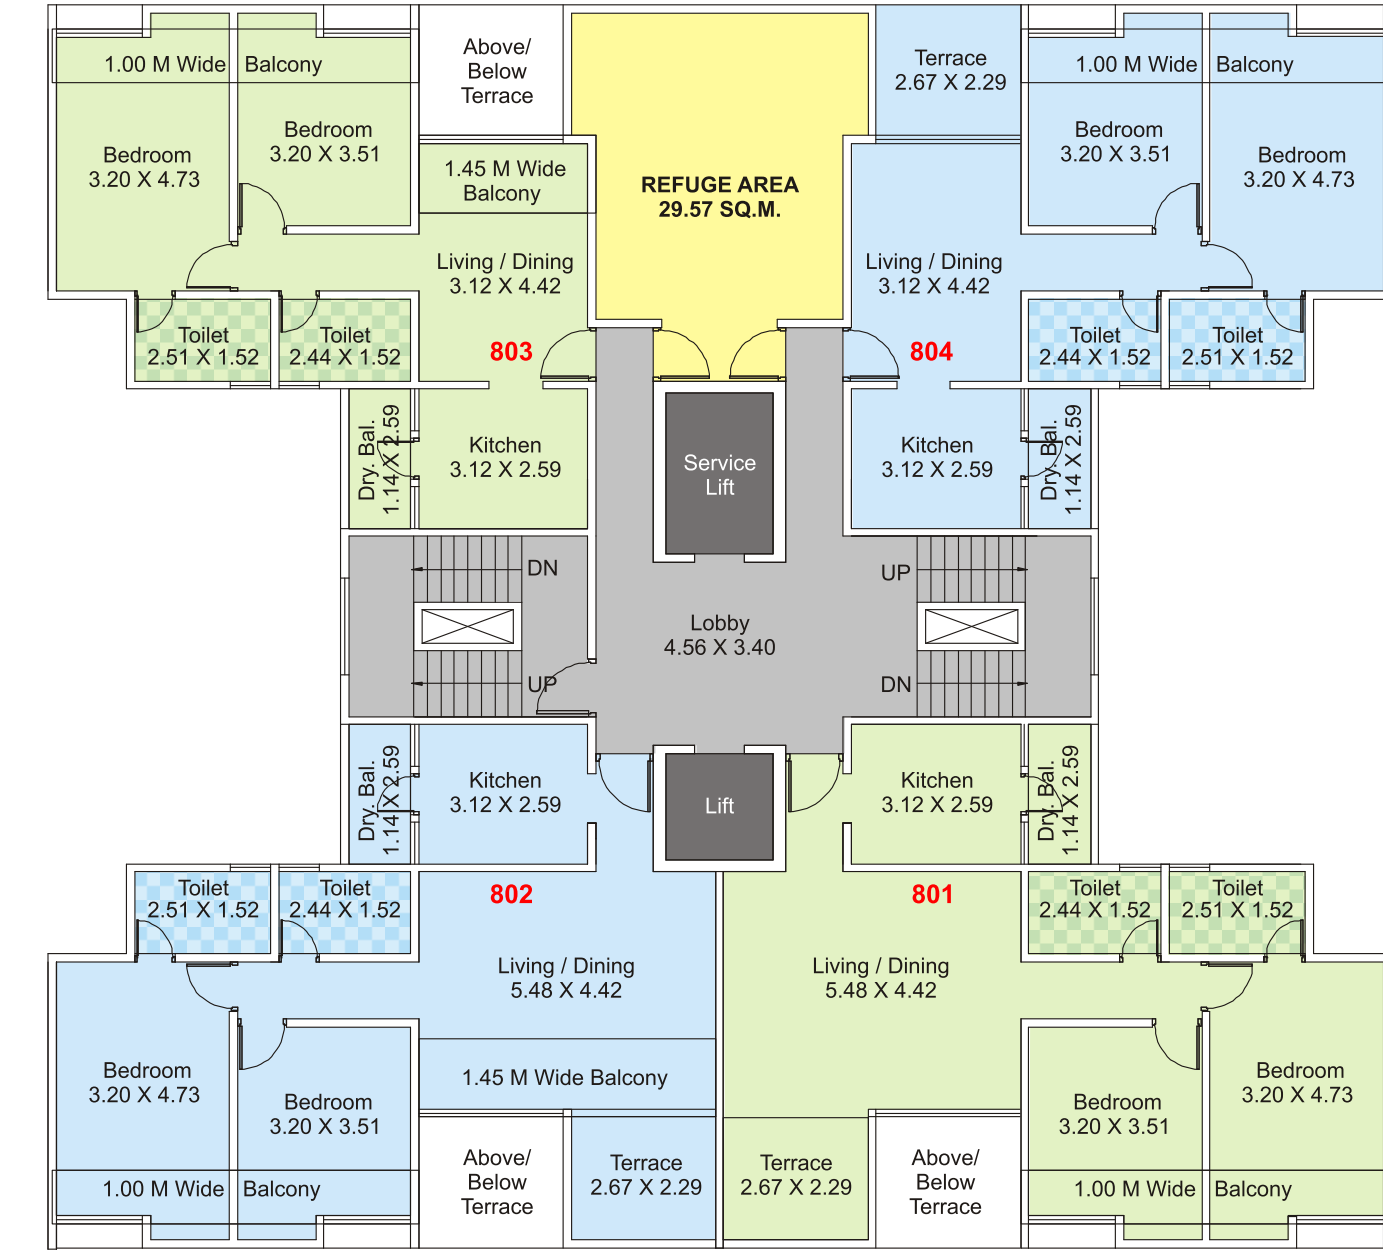 1.00 M Wide Balcony
Bedroom
3.20 X 4.73
Bedroom
3.20 X 3.51
Above/
Below
Terrace
1.45 M Wide
Balcony
REFUGE AREA
29.57 SQ.M.
Terrace
2.67 X 2.29
1.00 M Wide Balcony
Bedroom
3.20 X 3.51
Bedroom
3.20 X 4.73
Living / Dining
3.12 X 4.42
Living / Dining
3.12 X 4.42
Toilet
2.51 X 1.52
Toilet
2.44 X 1.52
803
804
Toilet
2.44 X 1.52
Toilet
2.51 X 1.52
Dry. Bal.
1.14 X 2.59
Kitchen
3.12 X 2.59
Service
Lift
Kitchen
3.12 X 2.59
Dry. Bal.
1.14 X 2.59
DN
UP
Lobby
4.56 X 3.40
UP
DN
Dry. Bal.
1.14 X 2.59
Kitchen
3.12 X 2.59
Lift
Kitchen
3.12 X 2.59
Dry. Bal.
1.14 X 2.59
Toilet
2.51 X 1.52
Toilet
2.44 X 1.52
802
801
Toilet
2.44 X 1.52
Toilet
2.51 X 1.52
Living / Dining
5.48 X 4.42
Living / Dining
5.48 X 4.42
Bedroom
3.20 X 4.73
Bedroom
3.20 X 3.51
1.45 M Wide Balcony
Bedroom
3.20 X 3.51
Bedroom
3.20 X 4.73
1.00 M Wide Balcony
Above/
Below
Terrace
Terrace
2.67 X 2.29
Terrace
2.67 X 2.29
Above/
Below
Terrace
1.00 M Wide Balcony